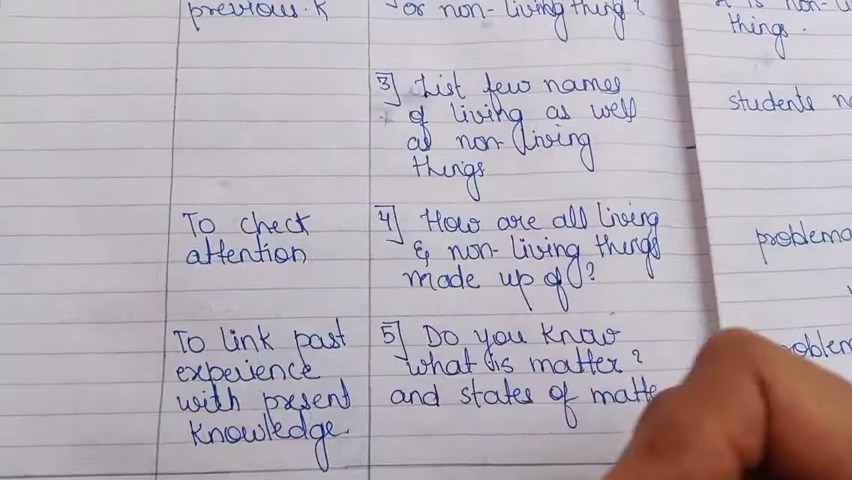 previous.K
or non-living thing?
things.
3] List few names
of living as well
as non-living
things
students
To check
attention
4] How are all living
& non-living things
made up of?
To link past
experience
with present
knowledge
5] Do you know
what is matter?
and states of matte